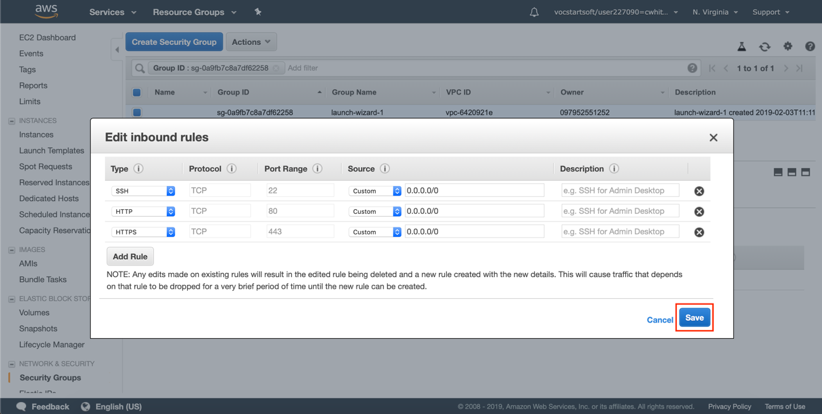 aws
Services
Resource Groups
vocstartsoft/user227090=cwhit...
N. Virginia
Support
EC2 Dashboard
Events
Tags
Reports
Limits
INSTANCES
Instances
Launch Templates
Spot Requests
Reserved Instances
Dedicated Hosts
Scheduled Instance
Capacity Reservatio
IMAGES
AMIs
Bundle Tasks
ELASTIC BLOCK STOR
Volumes
Snapshots
Lifecycle Manager
NETWORK & SECURITY
Security Groups
Create Security Group
Actions
Group ID : sg-0a9fb7c8a7df62258
Add filter
1 to 1 of 1
Name Group ID Group Name VPC ID Owner Description
sg-0a9fb7c8a7df62258 launch-wizard-1 vpc-6420921e 097952551252 launch-wizard-1 created 2019-02-03T11:11
Edit inbound rules
Type Protocol Port Range Source Description
SSH TCP 22 Custom 0.0.0.0/0 e.g. SSH for Admin Desktop
HTTP TCP 80 Custom 0.0.0.0/0 e.g. SSH for Admin Desktop
HTTPS TCP 443 Custom 0.0.0.0/0 e.g. SSH for Admin Desktop
Add Rule
NOTE: Any edits made on existing rules will result in the edited rule being deleted and a new rule created with the new details. This will cause traffic that depends
on that rule to be dropped for a very brief period of time until the new rule can be created.
Cancel
Save
Feedback
English (US)
© 2008 - 2019, Amazon Web Services, Inc. or its affiliates. All rights reserved.
Privacy Policy
Terms of Use